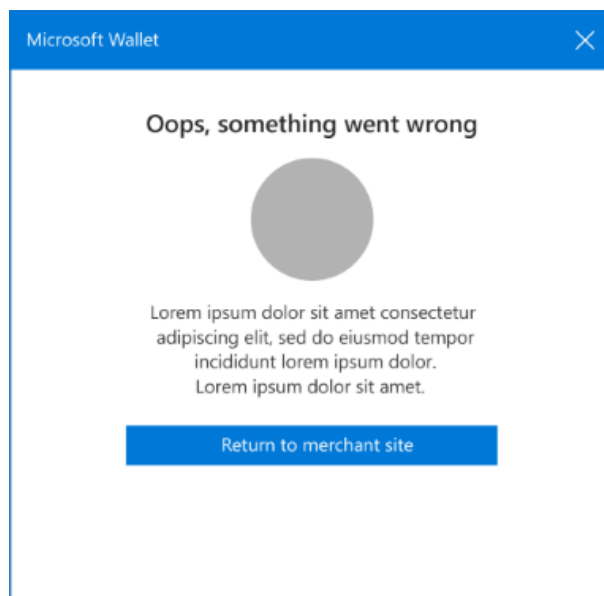 Microsoft Wallet
Oops, something went wrong
Lorem ipsum dolor sit amet consectetur
adipiscing elit, sed do eiusmod tempor
incididunt lorem ipsum dolor.
Lorem ipsum dolor sit amet.
Return to merchant site